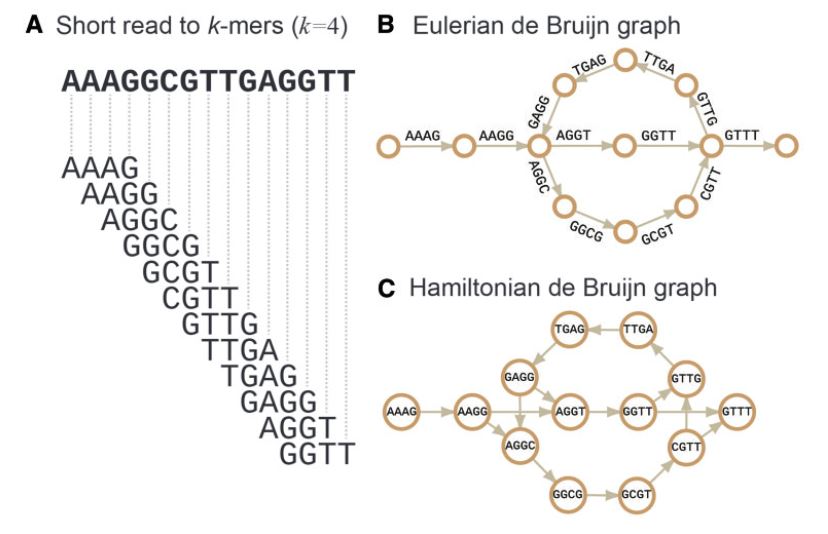 A Short read to k-mers (k=4)
AAAGGCGTTGAGGTT
AAAG
AAGG
AGGC
GGCG
GCGT
CGTT
GTTG
TTGA
TGAG
GAGG
AGGT
GGTT
B Eulerian de Bruijn graph
TGAG
TTGA
GAGG
GTTG
AAAG
AAGG
AGGT
GGTT
GTTT
AGGC
CGTT
GGCG
GCGT
C Hamiltonian de Bruijn graph
TGAG
TTGA
GAGG
GTTG
AAAG
AAGG
AGGT
GGTT
GTTT
AGGC
CGTT
GGCG
GCGT